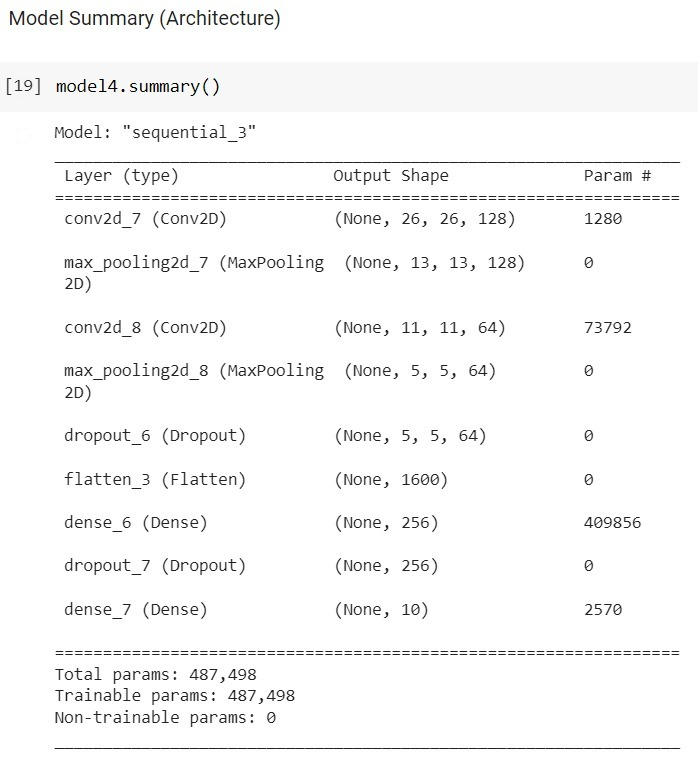 Model Summary (Architecture)
[19] model4.summary()
Model: "sequential_3"
Layer (type) Output Shape Param #
=================================================================
conv2d_7 (Conv2D) (None, 26, 26, 128) 1280
max_pooling2d_7 (MaxPooling (None, 13, 13, 128) 0
2D)
conv2d_8 (Conv2D) (None, 11, 11, 64) 73792
max_pooling2d_8 (MaxPooling (None, 5, 5, 64) 0
2D)
dropout_6 (Dropout) (None, 5, 5, 64) 0
flatten_3 (Flatten) (None, 1600) 0
dense_6 (Dense) (None, 256) 409856
dropout_7 (Dropout) (None, 256) 0
dense_7 (Dense) (None, 10) 2570
=================================================================
Total params: 487,498
Trainable params: 487,498
Non-trainable params: 0